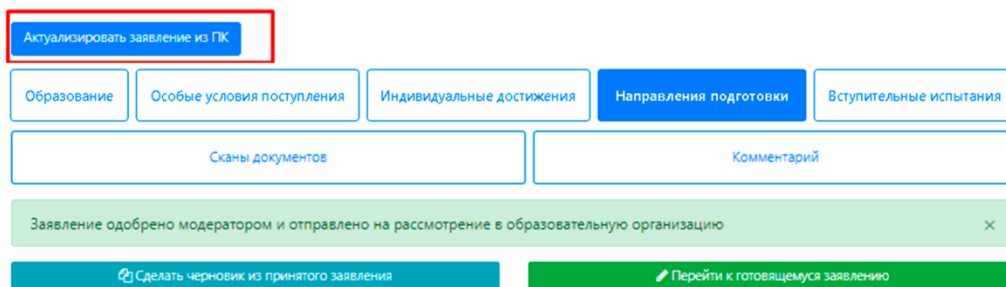 Актуализировать заявление из ПК
Образование
Особые условия поступления
Индивидуальные достижения
Направления подготовки
Вступительные испытания
Сканы документов
Комментарий
Заявление одобрено модератором и отправлено на рассмотрение в образовательную организацию
Сделать черновик из принятого заявления
Перейти к готовящемуся заявлению